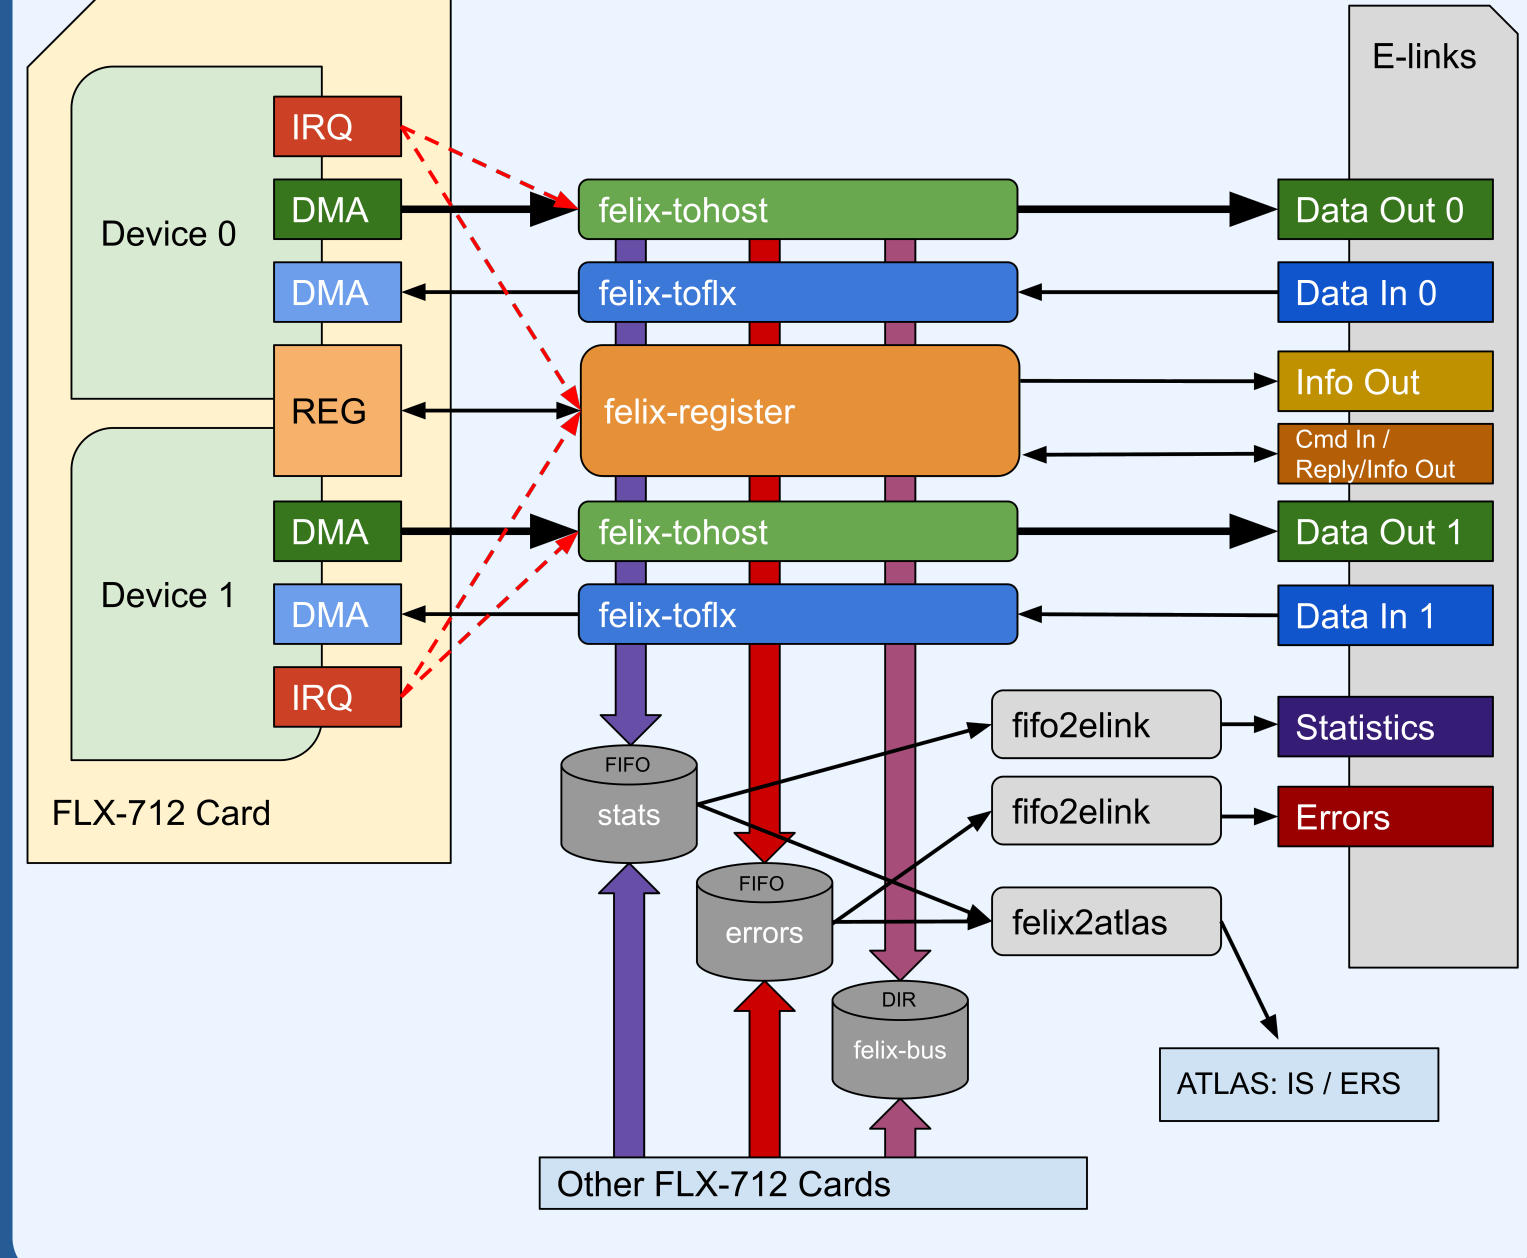 E-links
IRQ
DMA
felix-tohost
Data Out 0
Device 0
DMA
felix-toflx
Data In 0
REG
felix-register
Info Out
Cmd In /
Reply/Info Out
DMA
felix-tohost
Data Out 1
Device 1
DMA
felix-toflx
Data In 1
IRQ
FLX-712 Card
FIFO
stats
fifo2elink
Statistics
fifo2elink
Errors
FIFO
errors
felix2atlas
DIR
felix-bus
ATLAS: IS / ERS
Other FLX-712 Cards